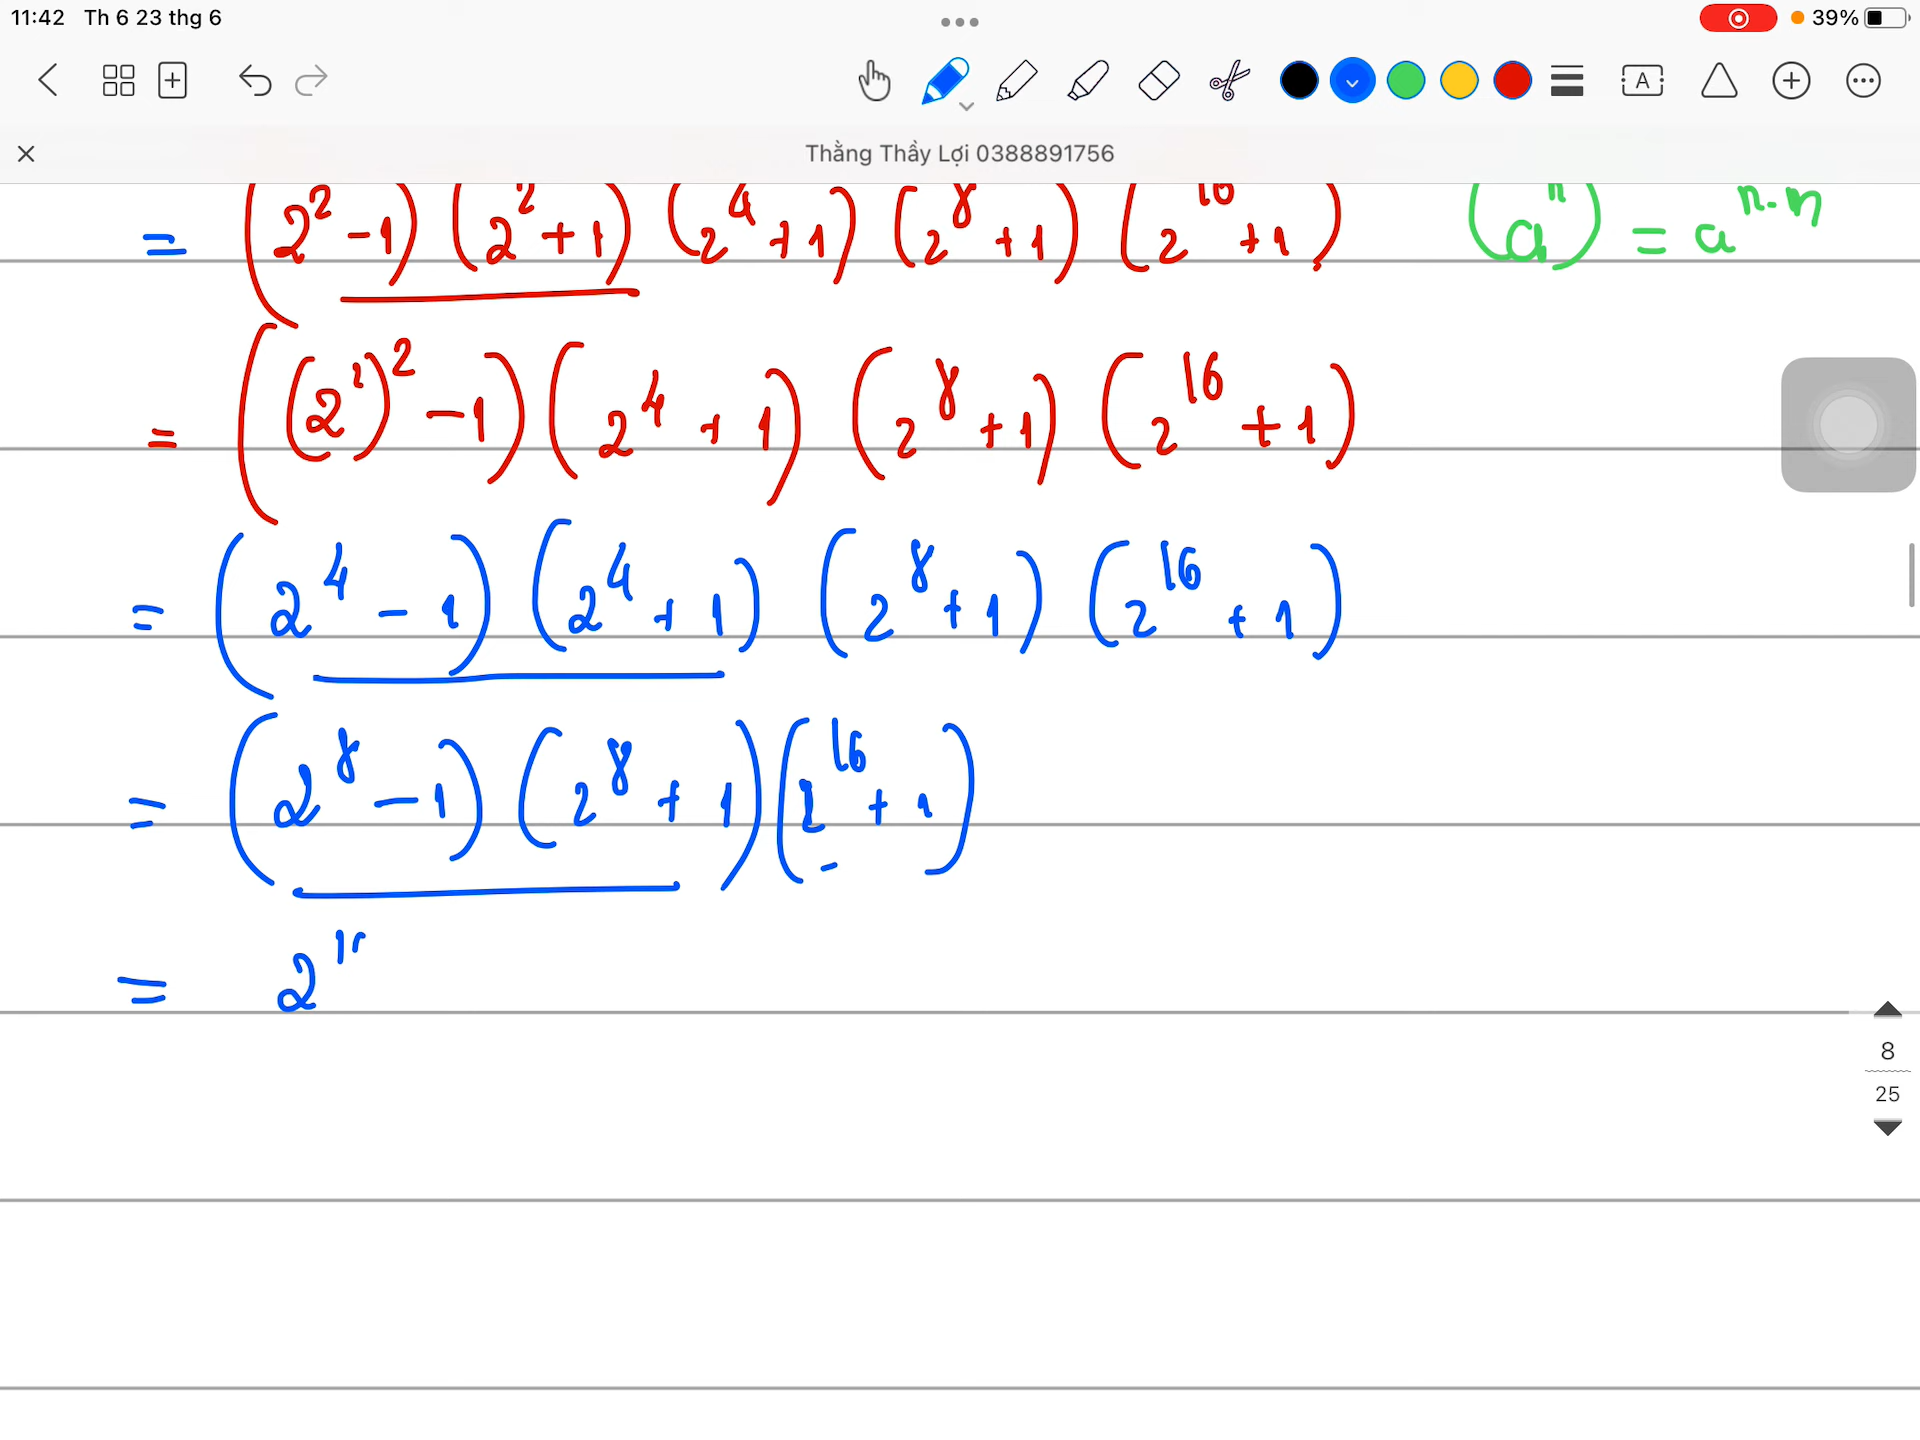 11:42 Th 6 23 thg 6 39%
A
Thằng Thầy Lợi 0388891756
= (2² -1) (2² +1) (2⁴ +1) (2⁸ +1) (2¹⁶ +1) (aⁿ) = aⁿ·ⁿ
= ((2²)² -1) (2⁴ +1) (2⁸ +1) (2¹⁶ +1)
= (2⁴ - 1) (2⁴ +1) (2⁸ +1) (2¹⁶ +1)
= (2⁸ -1) (2⁸ +1) (2¹⁶ +1)
= 2
8
25